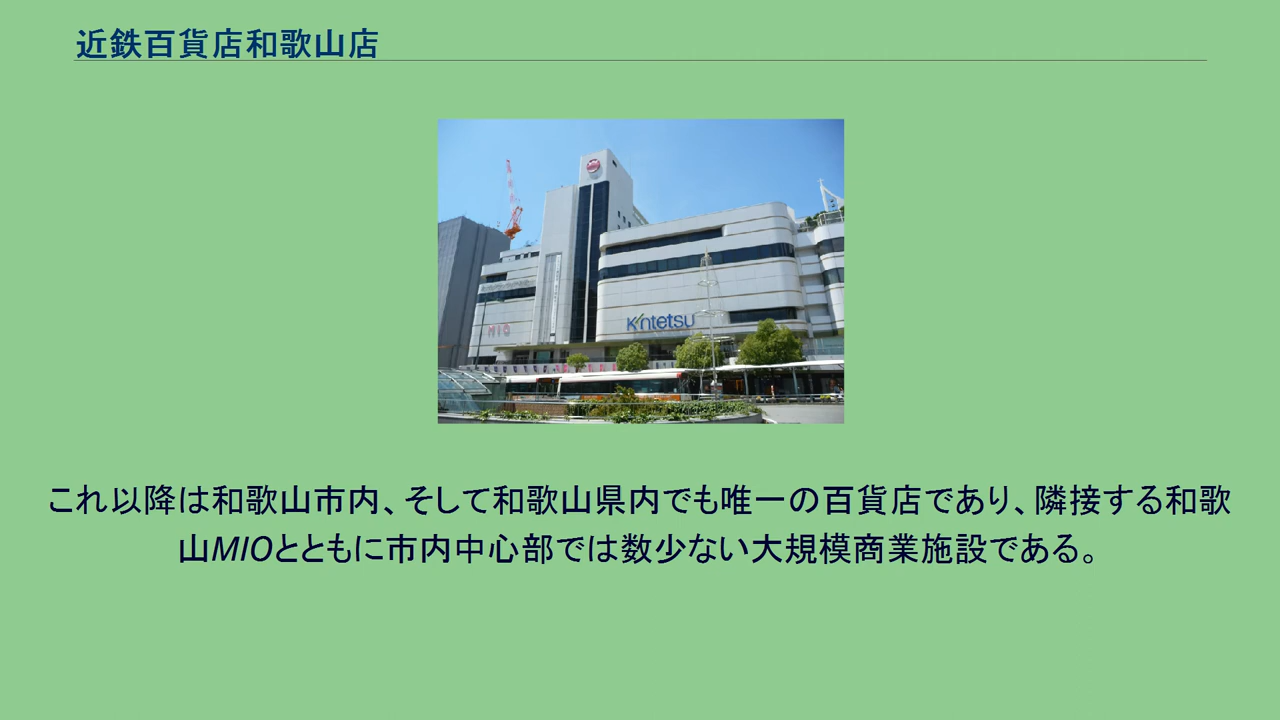 近鉄百貨店和歌山店
MIO
Kintetsu
これ以降は和歌山市内、そして和歌山県内でも唯一の百貨店であり、隣接する和歌
山MIOとともに市内中心部では数少ない大規模商業施設である。